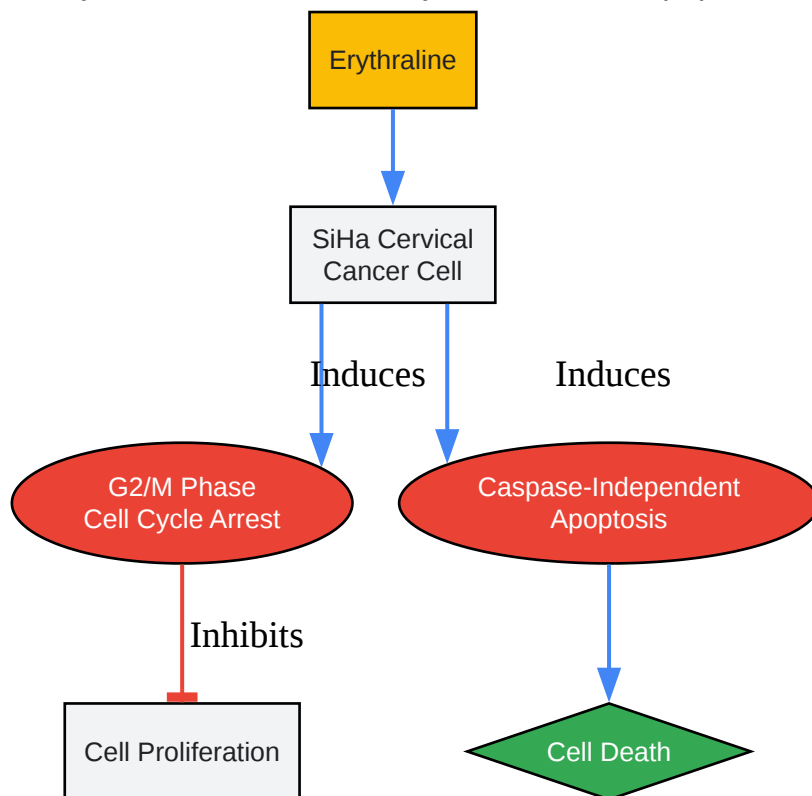 Erythraline
SiHa Cervical
Cancer Cell
Induces
Induces
G2/M Phase
Cell Cycle Arrest
Caspase-Independent
Apoptosis
Inhibits
Cell Proliferation
Cell Death